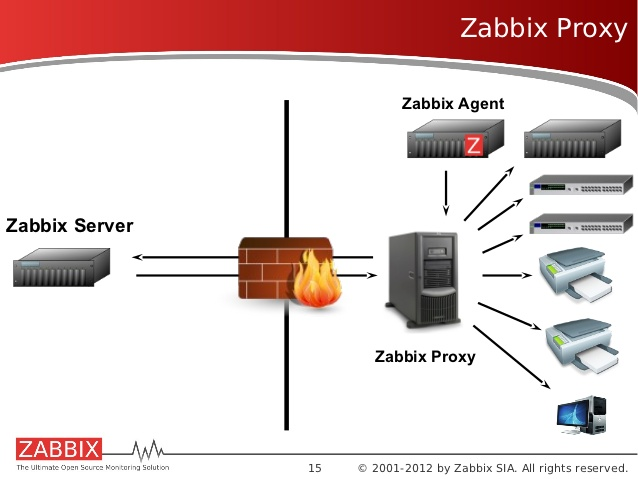 Zabbix Proxy
Zabbix Agent
Z
Zabbix Server
Zabbix Proxy
ZABBIX
The Ultimate Open Source Monitoring Solution
15
© 2001-2012 by Zabbix SIA. All rights reserved.